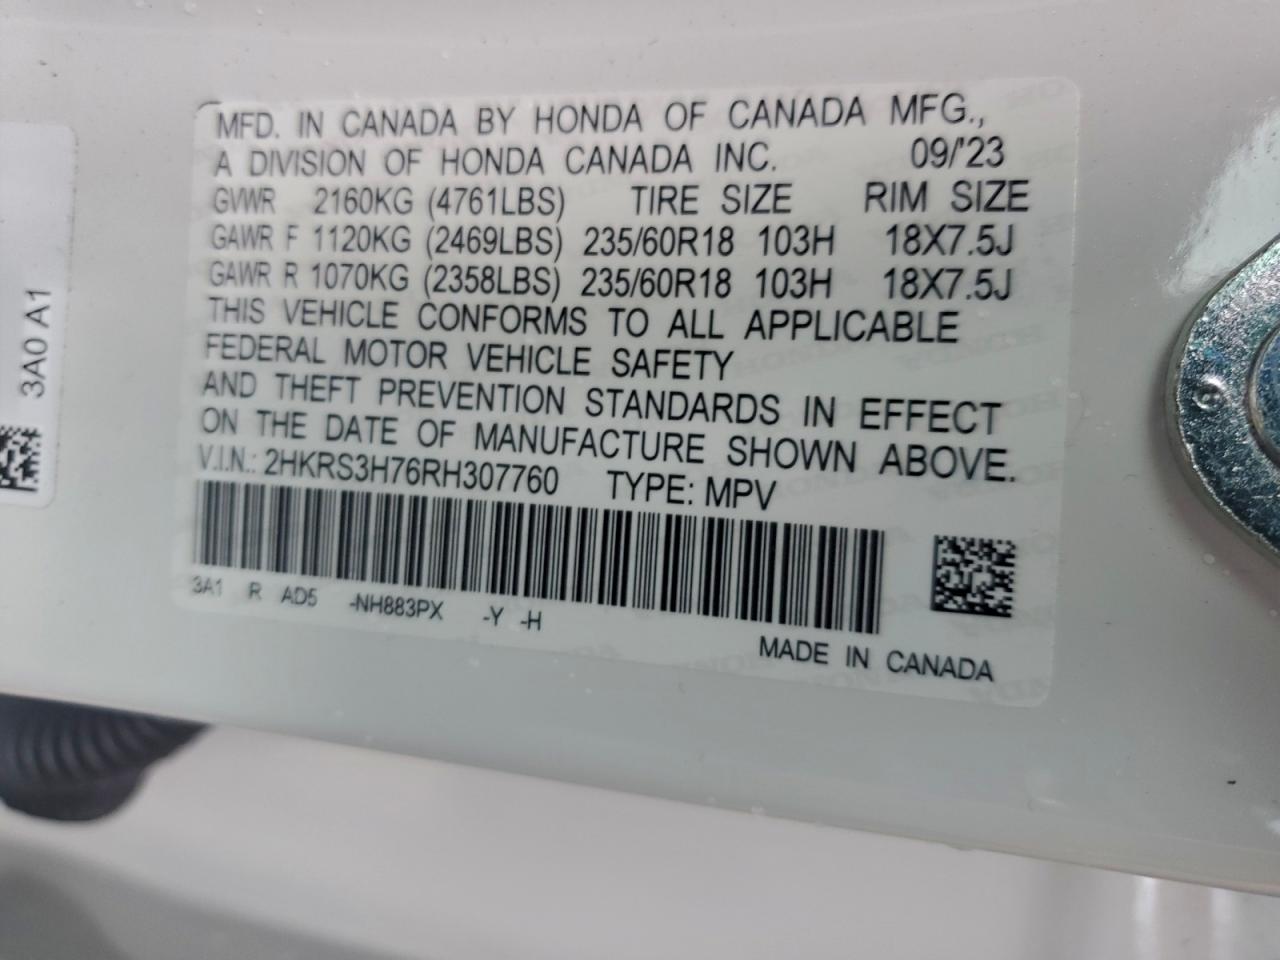 MFD. IN CANADA BY HONDA OF CANADA MFG.,
A DIVISION OF HONDA CANADA INC. 09/'23
GVWR 2160KG (4761LBS) TIRE SIZE RIM SIZE
GAWR F 1120KG (2469LBS) 235/60R18 103H 18X7.5J
GAWR R 1070KG (2358LBS) 235/60R18 103H 18X7.5J
THIS VEHICLE CONFORMS TO ALL APPLICABLE
FEDERAL MOTOR VEHICLE SAFETY
AND THEFT PREVENTION STANDARDS IN EFFECT
ON THE DATE OF MANUFACTURE SHOWN ABOVE.
V.I.N.: 2HKRS3H76RH307760 TYPE: MPV
3A1 R AD5 -NH883PX -Y -H
MADE IN CANADA
3A0 A1